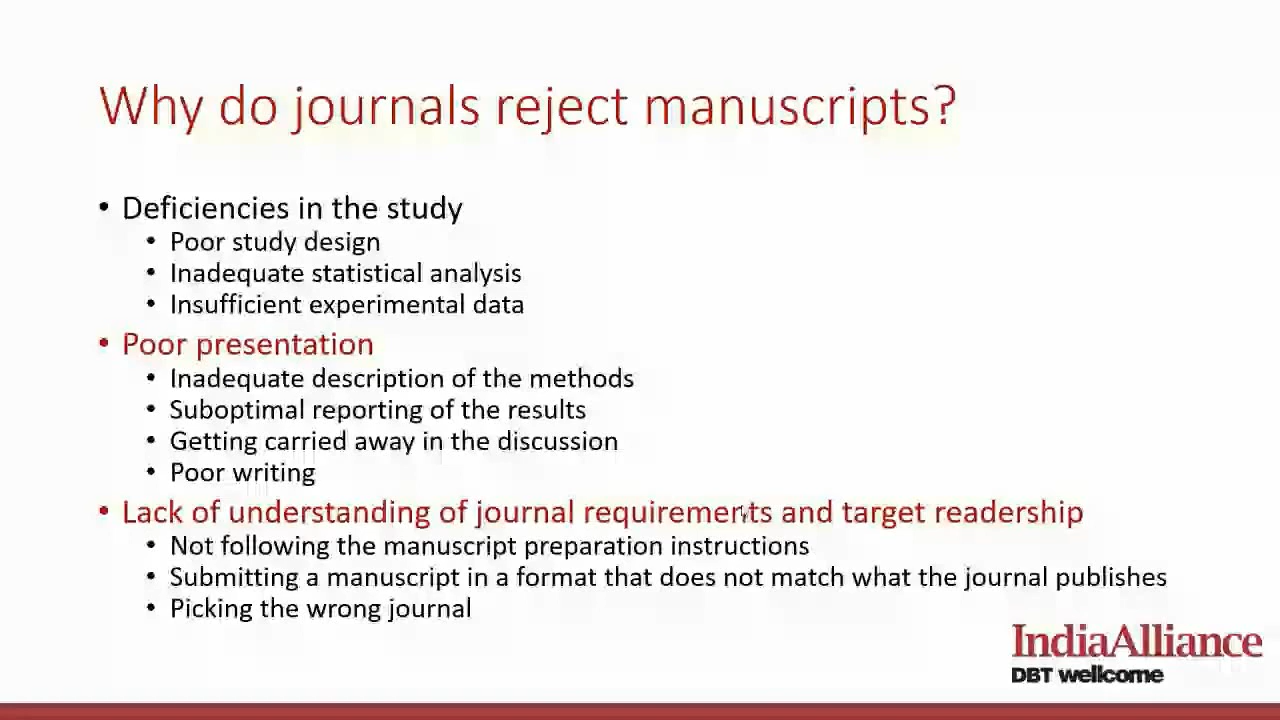 Why do journals reject manuscripts?
• Deficiencies in the study
• Poor study design
• Inadequate statistical analysis
• Insufficient experimental data
• Poor presentation
• Inadequate description of the methods
• Suboptimal reporting of the results
• Getting carried away in the discussion
• Poor writing
• Lack of understanding of journal requirements and target readership
• Not following the manuscript preparation instructions
• Submitting a manuscript in a format that does not match what the journal publishes
• Picking the wrong journal
IndiaAlliance
DBT wellcome